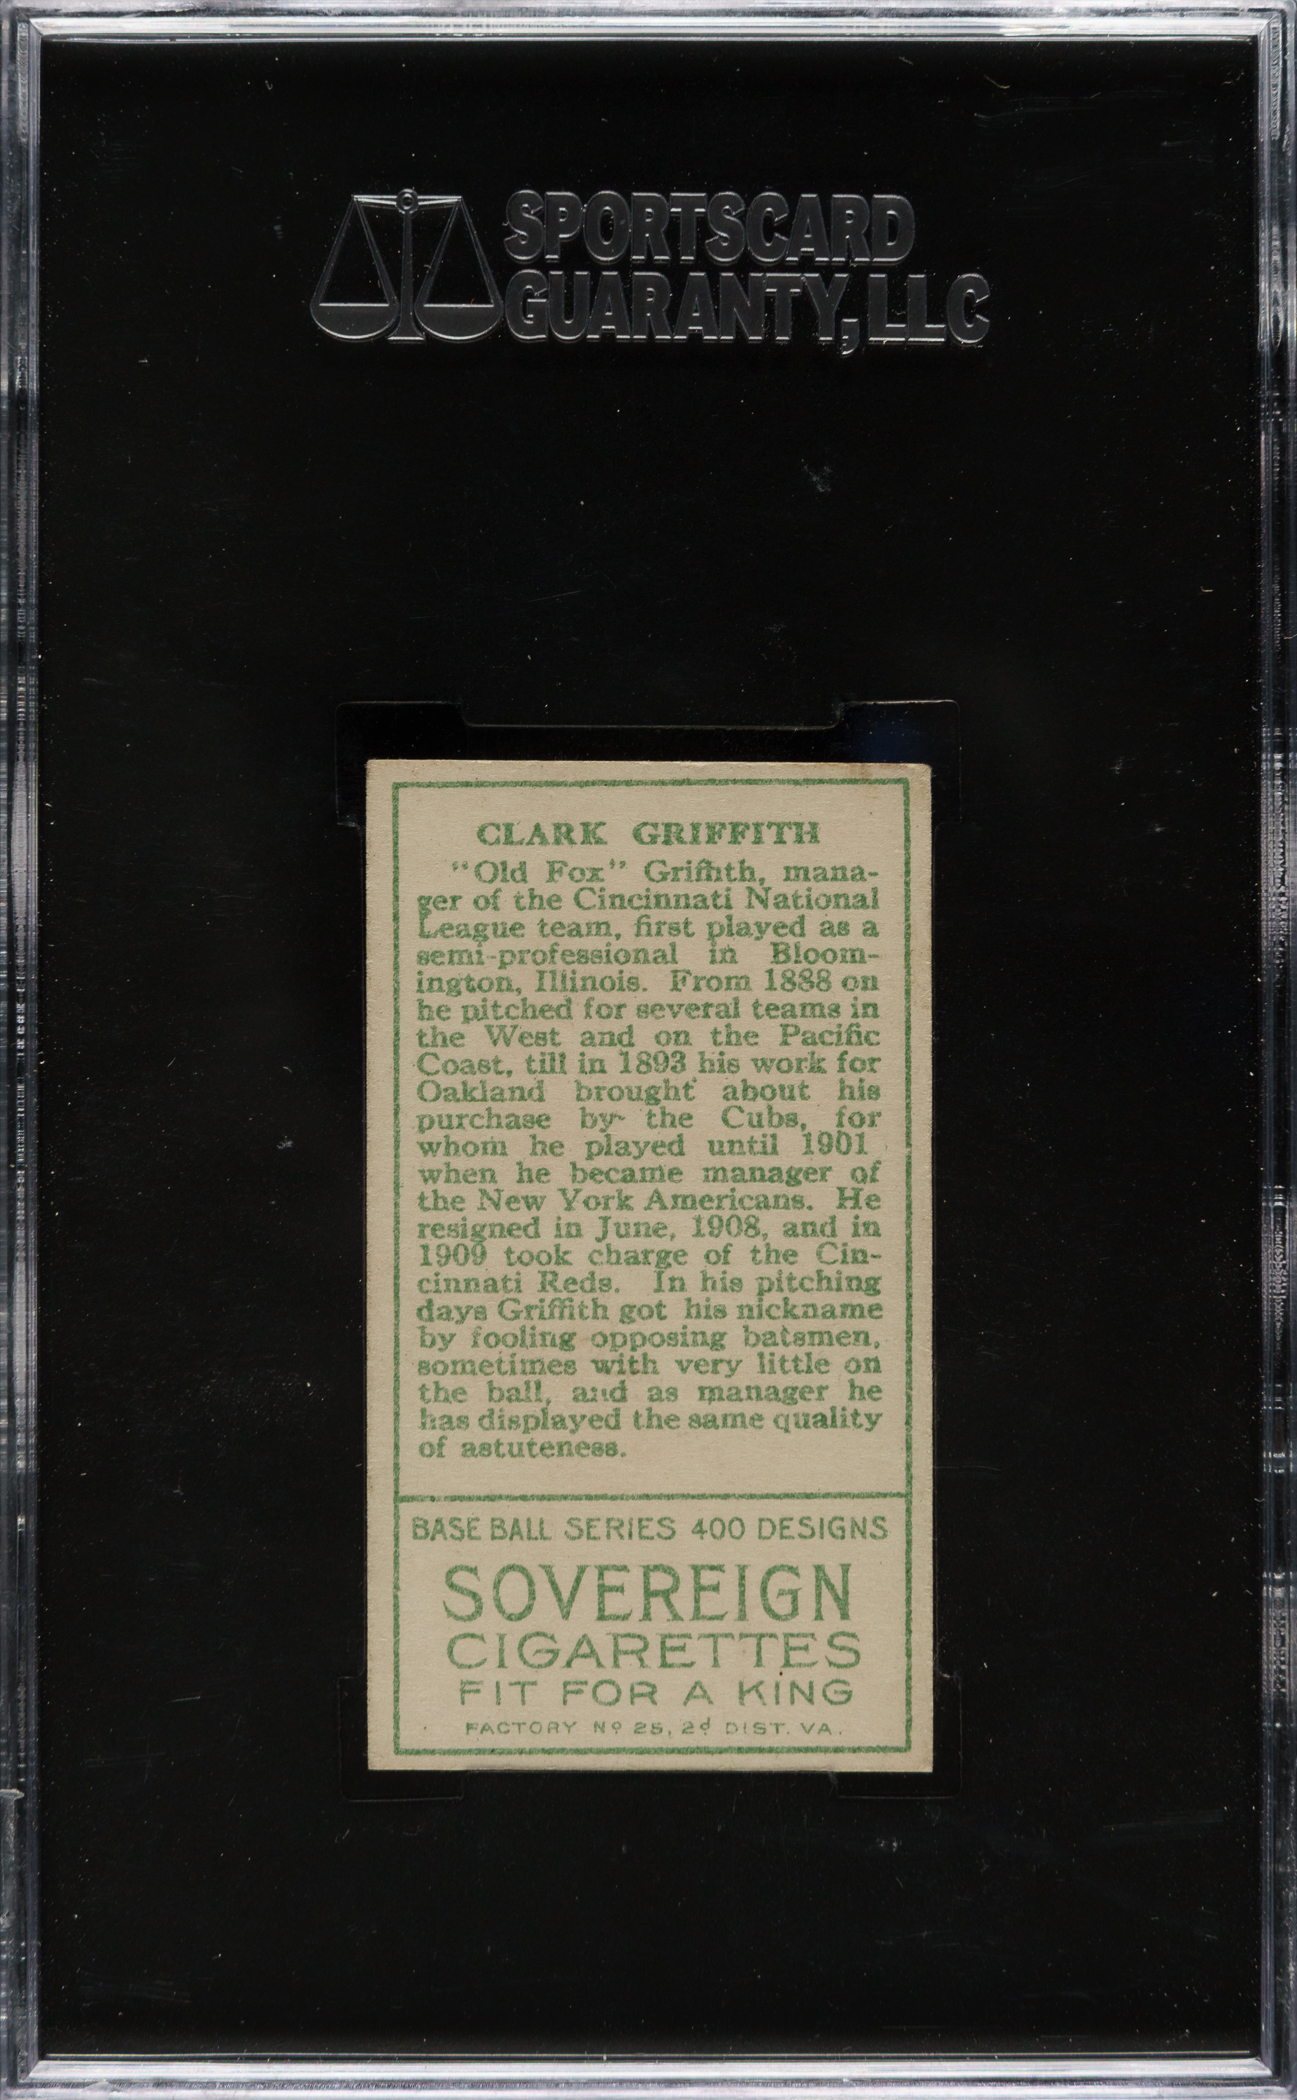 SPORTSCARD
GUARANTY, LLC
CLARK GRIFFITH
"Old Fox" Griffith, mana-
ger of the Cincinnati National
League team, first played as a
semi-professional in Bloom-
ington, Illinois. From 1888 on
he pitched for several teams in
the West and on the Pacific
Coast, till in 1893 his work for
Oakland brought about his
purchase by the Cubs, for
whom he played until 1901
when he became manager of
the New York Americans. He
resigned in June, 1908, and in
1909 took charge of the Cin-
cinnati Reds. In his pitching
days Griffith got his nickname
by fooling opposing batsmen,
sometimes with very little on
the ball, and as manager he
has displayed the same quality
of astuteness.
BASE BALL SERIES 400 DESIGNS
SOVEREIGN
CIGARETTES
FIT FOR A KING
FACTORY Nº 25, 2d DIST. VA.